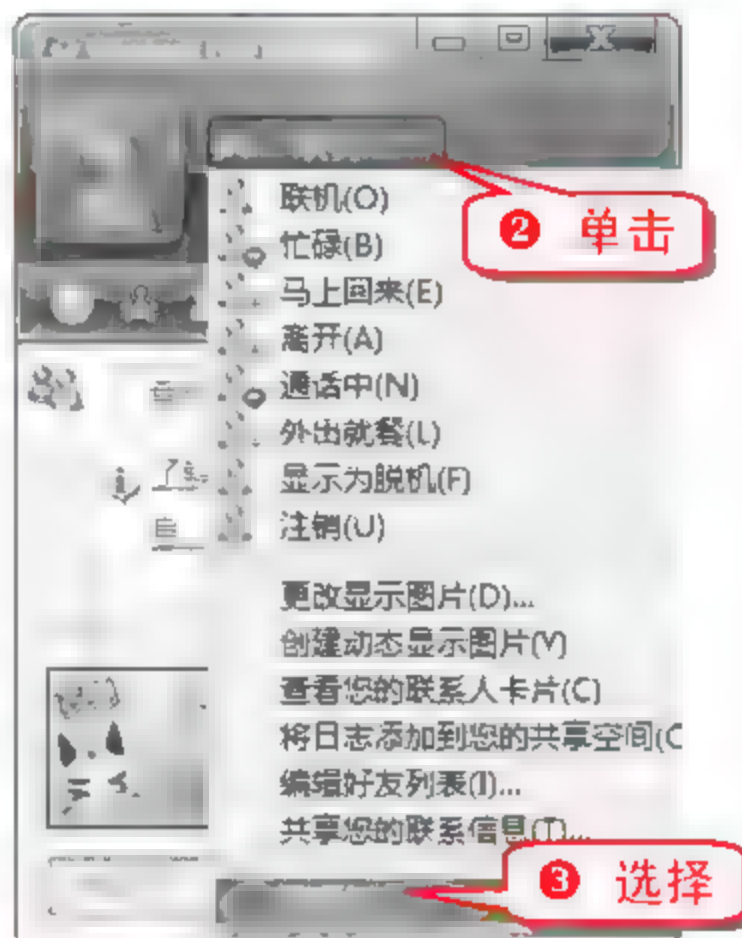 联机(O)
❷ 单击
忙碌(B)
马上回来(E)
离开(A)
通话中(N)
外出就餐(L)
显示为脱机(F)
注销(U)
更改显示图片(D)...
创建动态显示图片(Y)
查看您的联系人卡片(C)
将日志添加到您的共享空间(
编辑好友列表(I)...
共享您的联系信息(T)...
❸ 选择